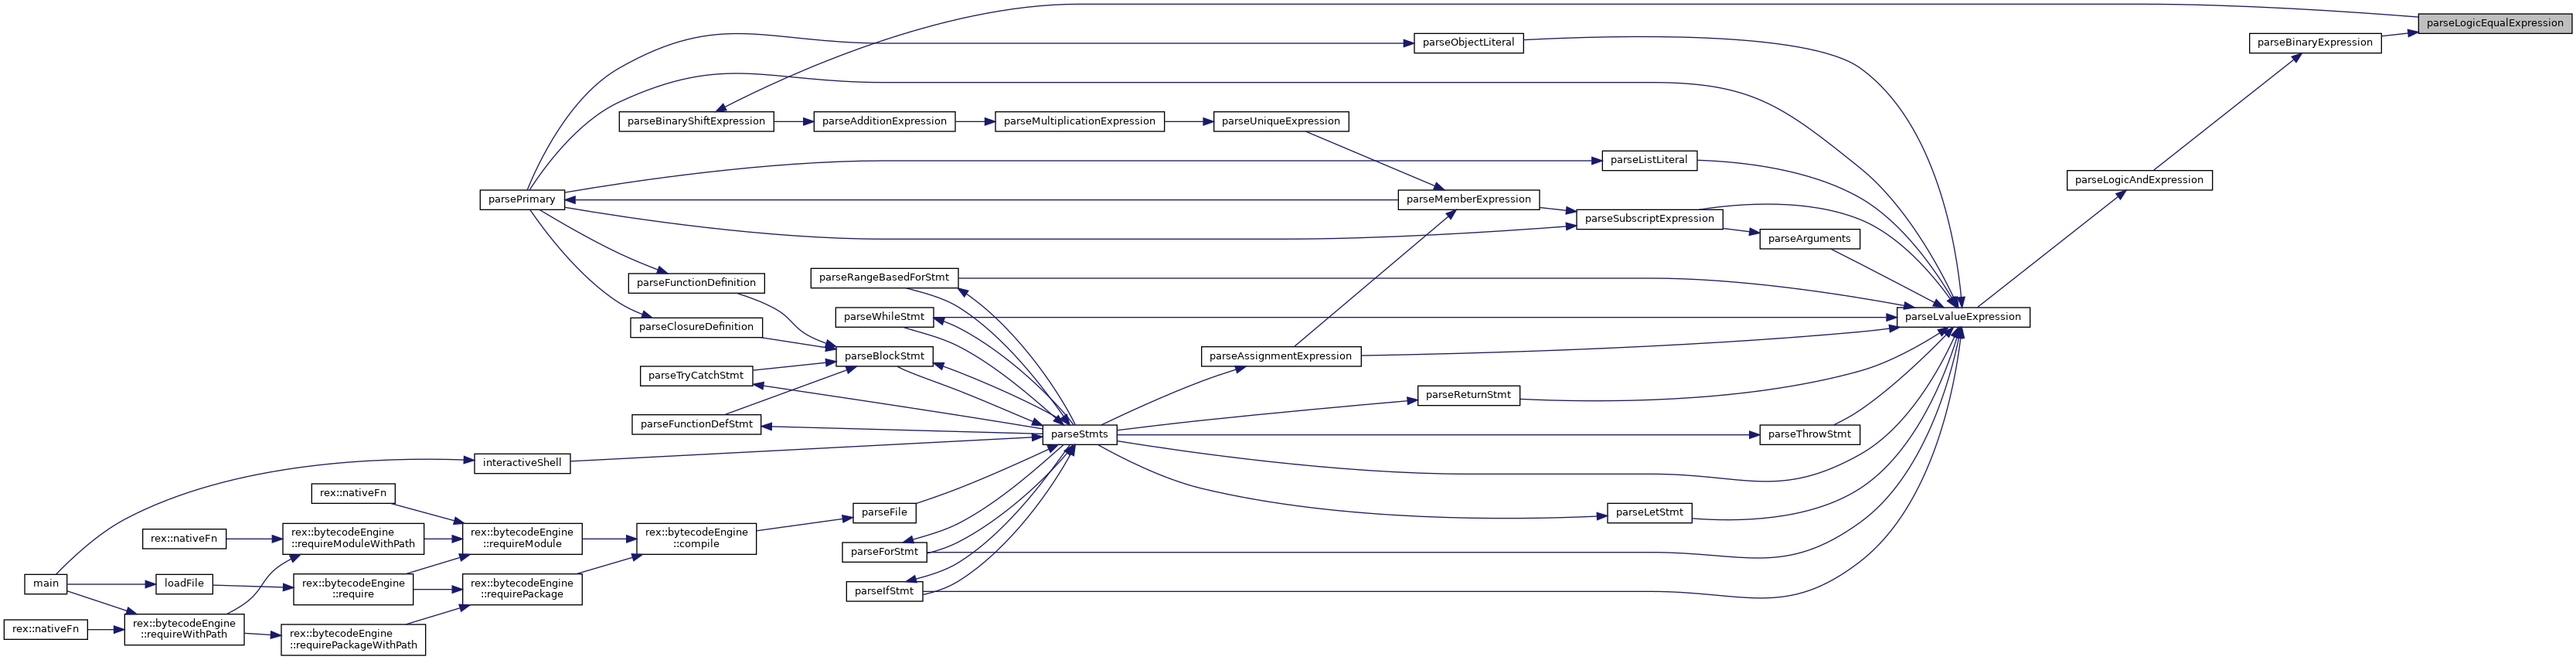 parseLogicEqualExpression
parseBinaryExpression
parseObjectLiteral
parseBinaryShiftExpression
parseAdditionExpression
parseMultiplicationExpression
parseUniqueExpression
parseListLiteral
parseLogicAndExpression
parsePrimary
parseMemberExpression
parseSubscriptExpression
parseArguments
parseFunctionDefinition
parseRangeBasedForStmt
parseWhileStmt
parseLvalueExpression
parseClosureDefinition
parseBlockStmt
parseAssignmentExpression
parseTryCatchStmt
parseReturnStmt
parseFunctionDefStmt
parseStmts
parseThrowStmt
interactiveShell
rex::nativeFn
parseFile
parseLetStmt
rex::nativeFn
rex::bytecodeEngine
::requireModuleWithPath
rex::bytecodeEngine
::requireModule
rex::bytecodeEngine
::compile
parseForStmt
main
loadFile
rex::bytecodeEngine
::require
rex::bytecodeEngine
::requirePackage
parseIfStmt
rex::nativeFn
rex::bytecodeEngine
::requireWithPath
rex::bytecodeEngine
::requirePackageWithPath